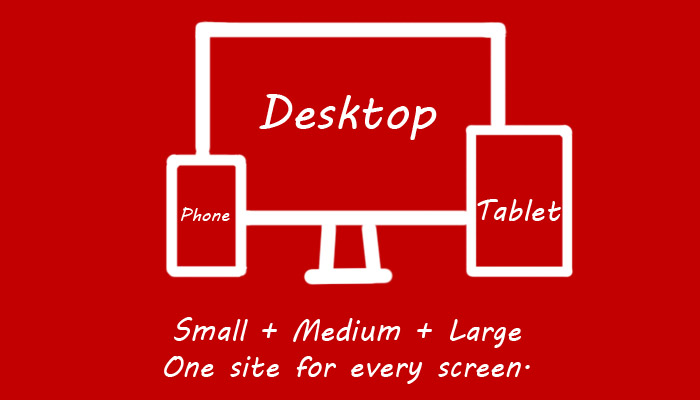 Desktop
Phone
Tablet
Small + Medium + Large
One site for every screen.